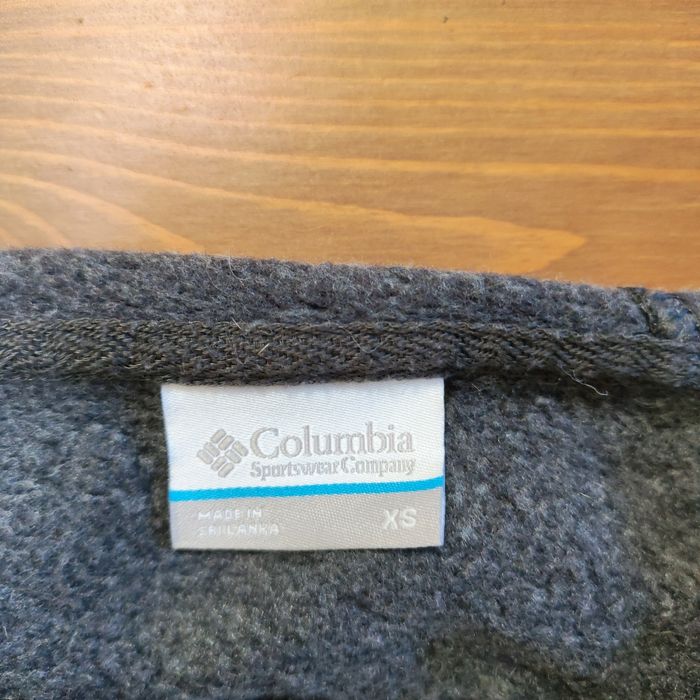 Columbia
Sportswear Company
MADE IN
SRI LANKA
XS